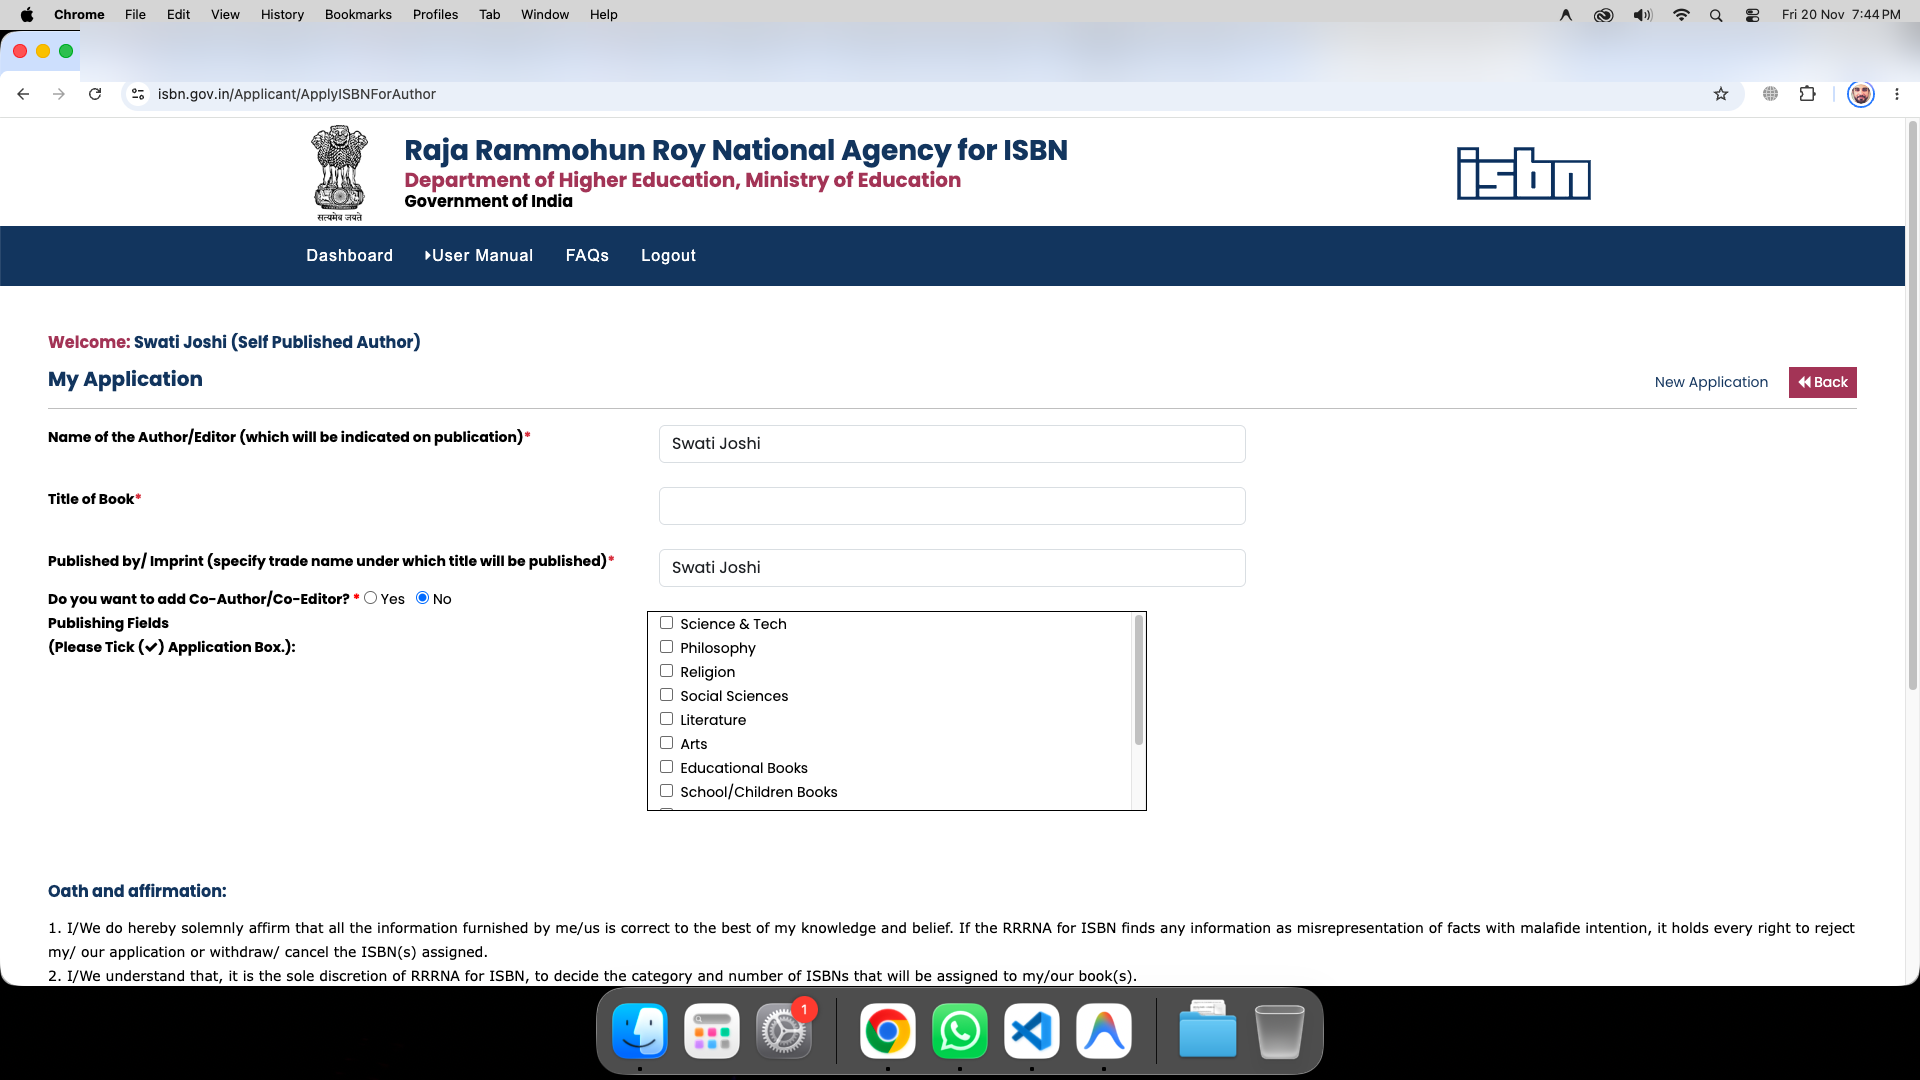 Chrome File Edit View History Bookmarks Profiles Tab Window Help
Fri 20 Nov 7:44 PM
isbn.gov.in/Applicant/ApplyISBNForAuthor
सत्यमेव जयते
Raja Rammohun Roy National Agency for ISBN
Department of Higher Education, Ministry of Education
Government of India
isbn
Dashboard User Manual FAQs Logout
Welcome: Swati Joshi (Self Published Author)
My Application
New Application Back
Name of the Author/Editor (which will be indicated on publication)*
Swati Joshi
Title of Book*
Published by/ Imprint (specify trade name under which title will be published)*
Swati Joshi
Do you want to add Co-Author/Co-Editor? * Yes No
Publishing Fields
(Please Tick (✔) Application Box.):
Science & Tech
Philosophy
Religion
Social Sciences
Literature
Arts
Educational Books
School/Children Books
Oath and affirmation:
1. I/We do hereby solemnly affirm that all the information furnished by me/us is correct to the best of my knowledge and belief. If the RRRNA for ISBN finds any information as misrepresentation of facts with malafide intention, it holds every right to reject
my/ our application or withdraw/ cancel the ISBN(s) assigned.
2. I/We understand that, it is the sole discretion of RRRNA for ISBN, to decide the category and number of ISBNs that will be assigned to my/our book(s).
1